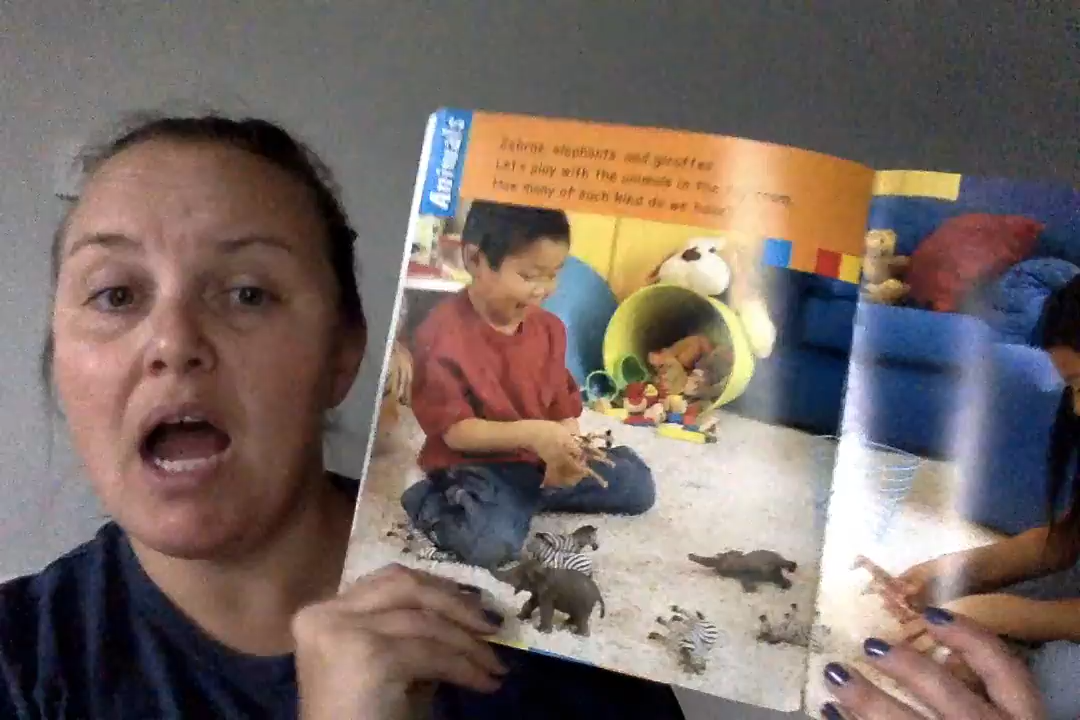 Animals
Zebras, elephants and giraffes
Let's play with the animals in the
How many of each kind do we have?